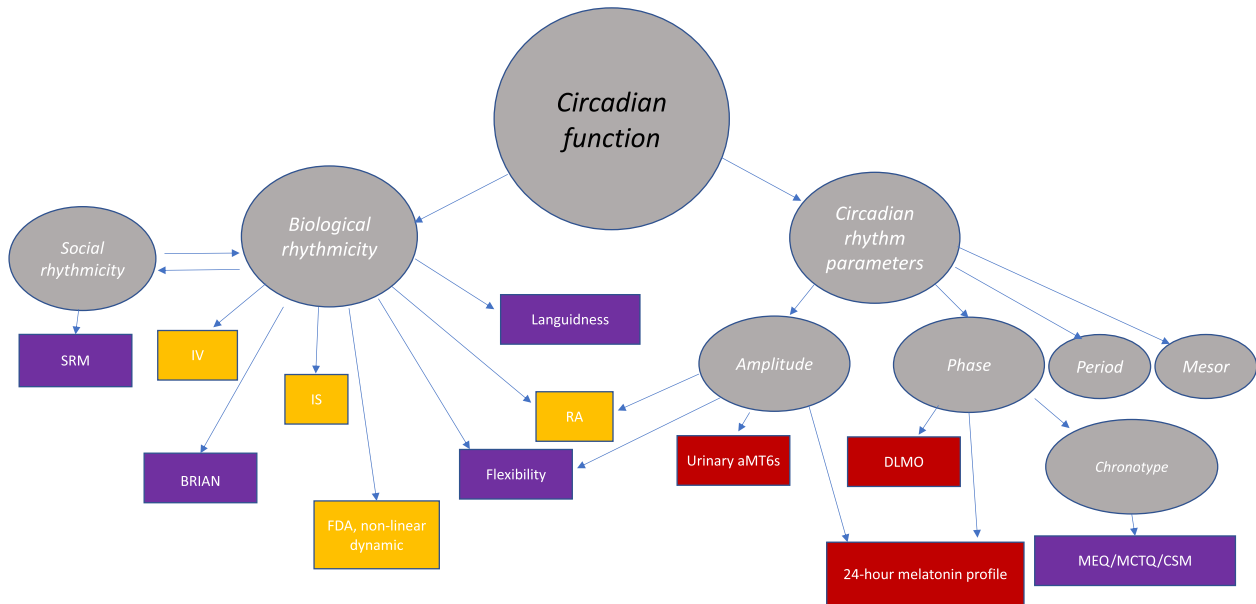 Circadian
function
Biological
rhythmicity
Circadian
rhythm
parameters
Social
rhythmicity
Languidness
SRM
IV
IS
RA
Amplitude
Phase
Period
Mesor
BRIAN
Flexibility
Urinary aMT6s
DLMO
Chronotype
FDA, non-linear
dynamic
24-hour melatonin profile
MEQ/MCTQ/CSM